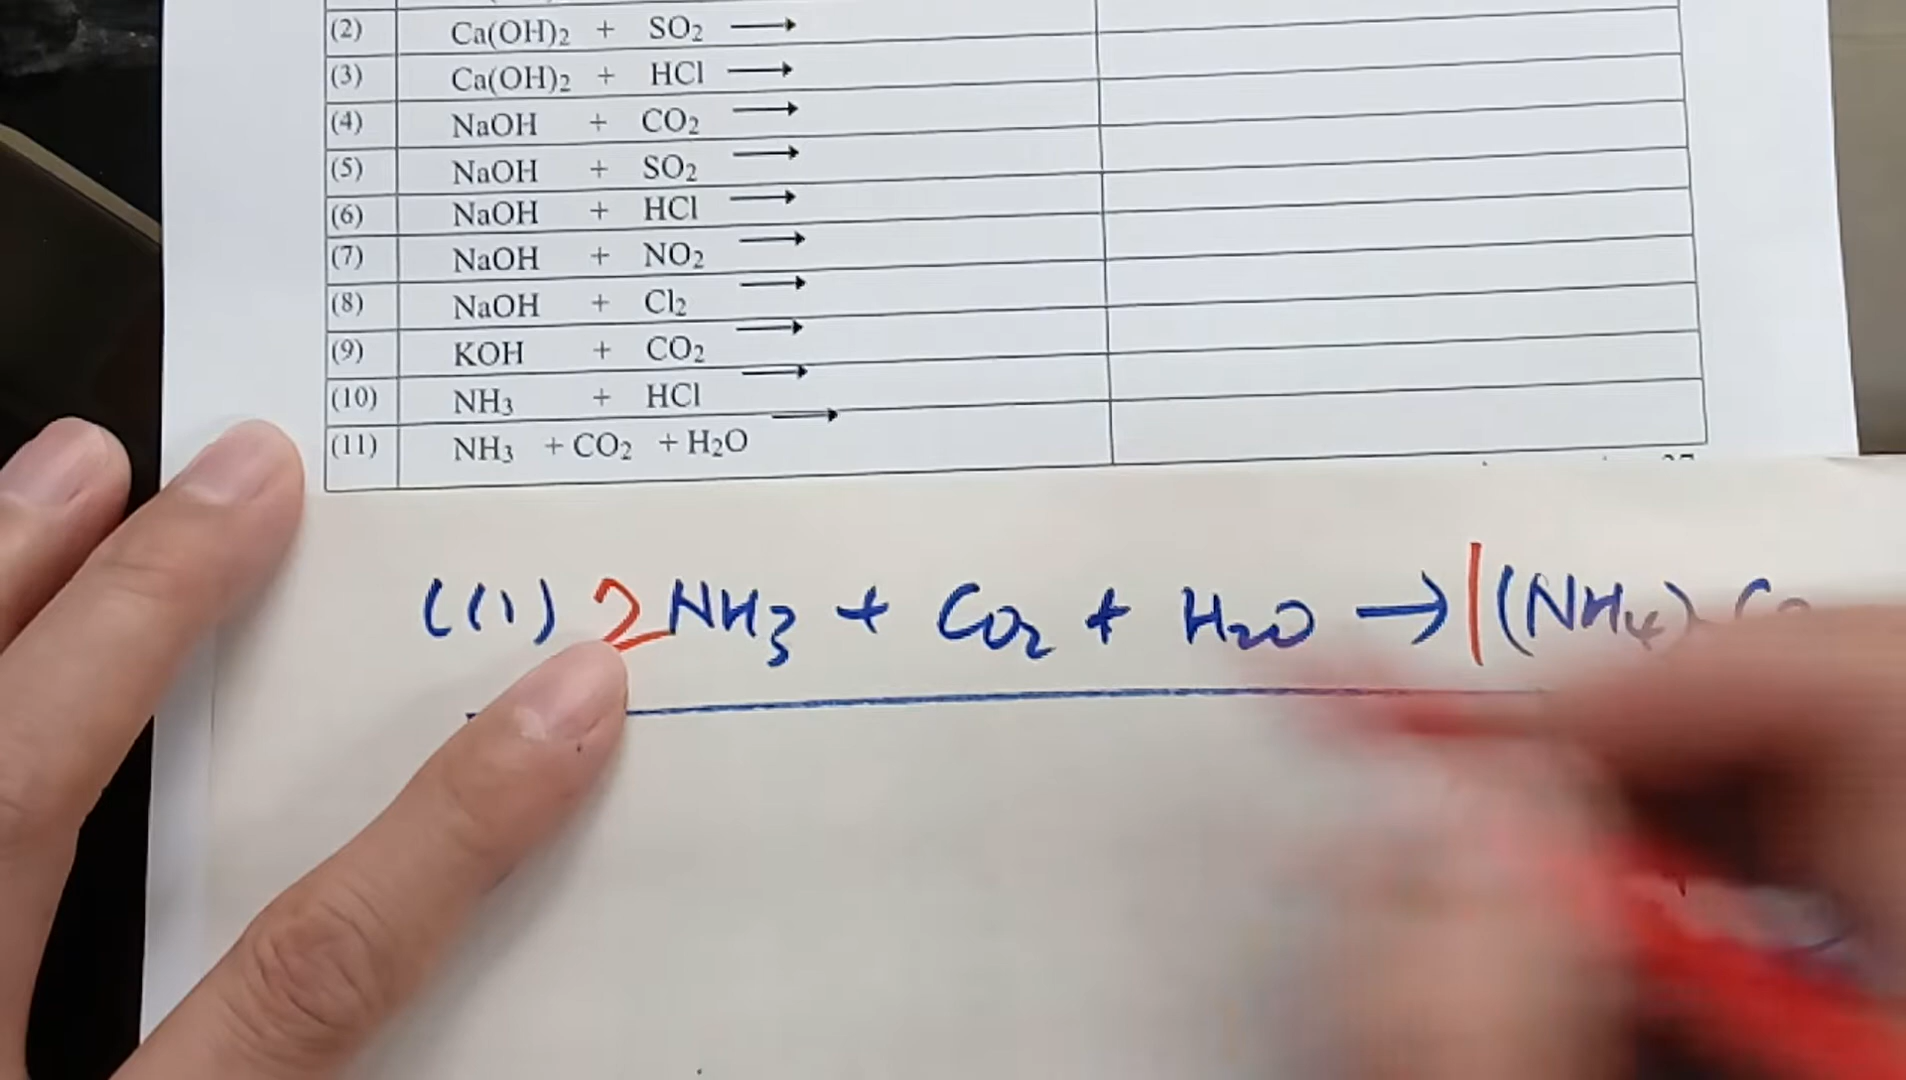 (2) Ca(OH)₂ + SO₂ →
(3) Ca(OH)₂ + HCl →
(4) NaOH + CO₂ →
(5) NaOH + SO₂ →
(6) NaOH + HCl →
(7) NaOH + NO₂ →
(8) NaOH + Cl₂ →
(9) KOH + CO₂ →
(10) NH₃ + HCl →
(11) NH₃ + CO₂ + H₂O →
(11) 2NH₃ + CO₂ + H₂O → 1(NH₄)